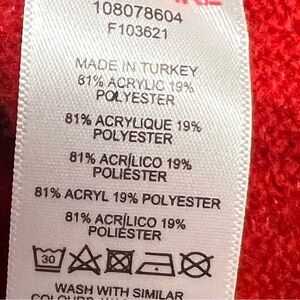 108078604
F103621
MADE IN TURKEY
81% ACRYLIC 19%
POLYESTER
81% ACRYLIQUE 19%
POLYESTER
81% ACRÍLICO 19%
POLIÉSTER
81% ACRYL 19% POLYESTER
81% ACRÍLICO 19%
POLIÉSTER
30
WASH WITH SIMILAR